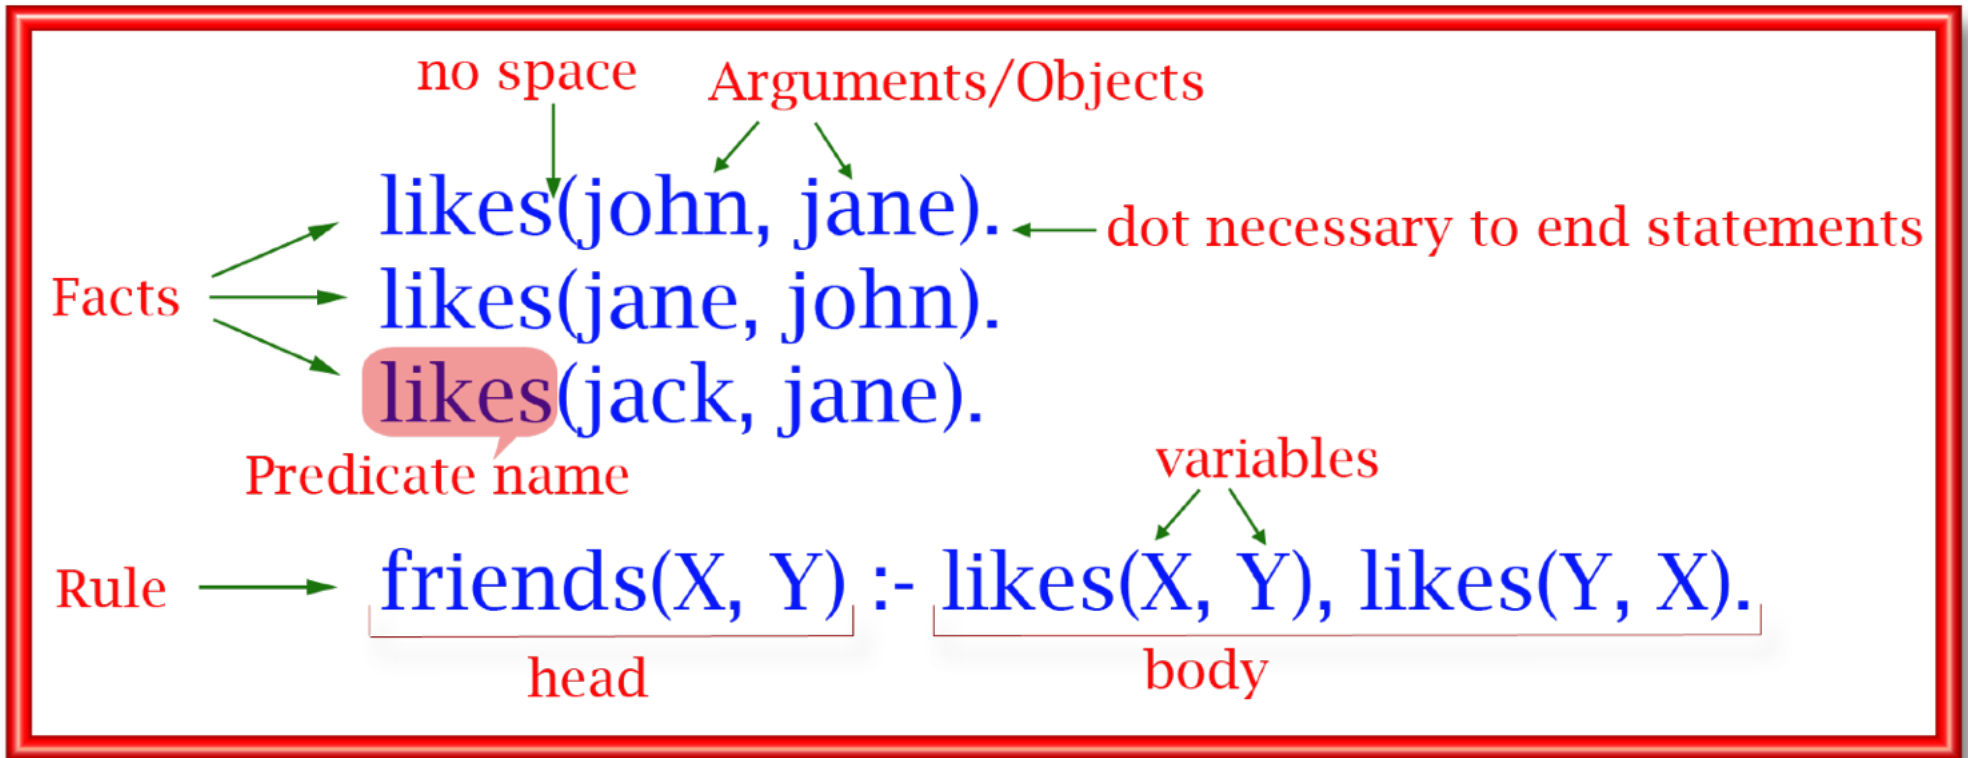 no space
Arguments/Objects
likes(john, jane).
dot necessary to end statements
Facts
likes(jane, john).
likes(jack, jane).
Predicate name
variables
Rule
friends(X, Y) :- likes(X, Y), likes(Y, X).
head
body